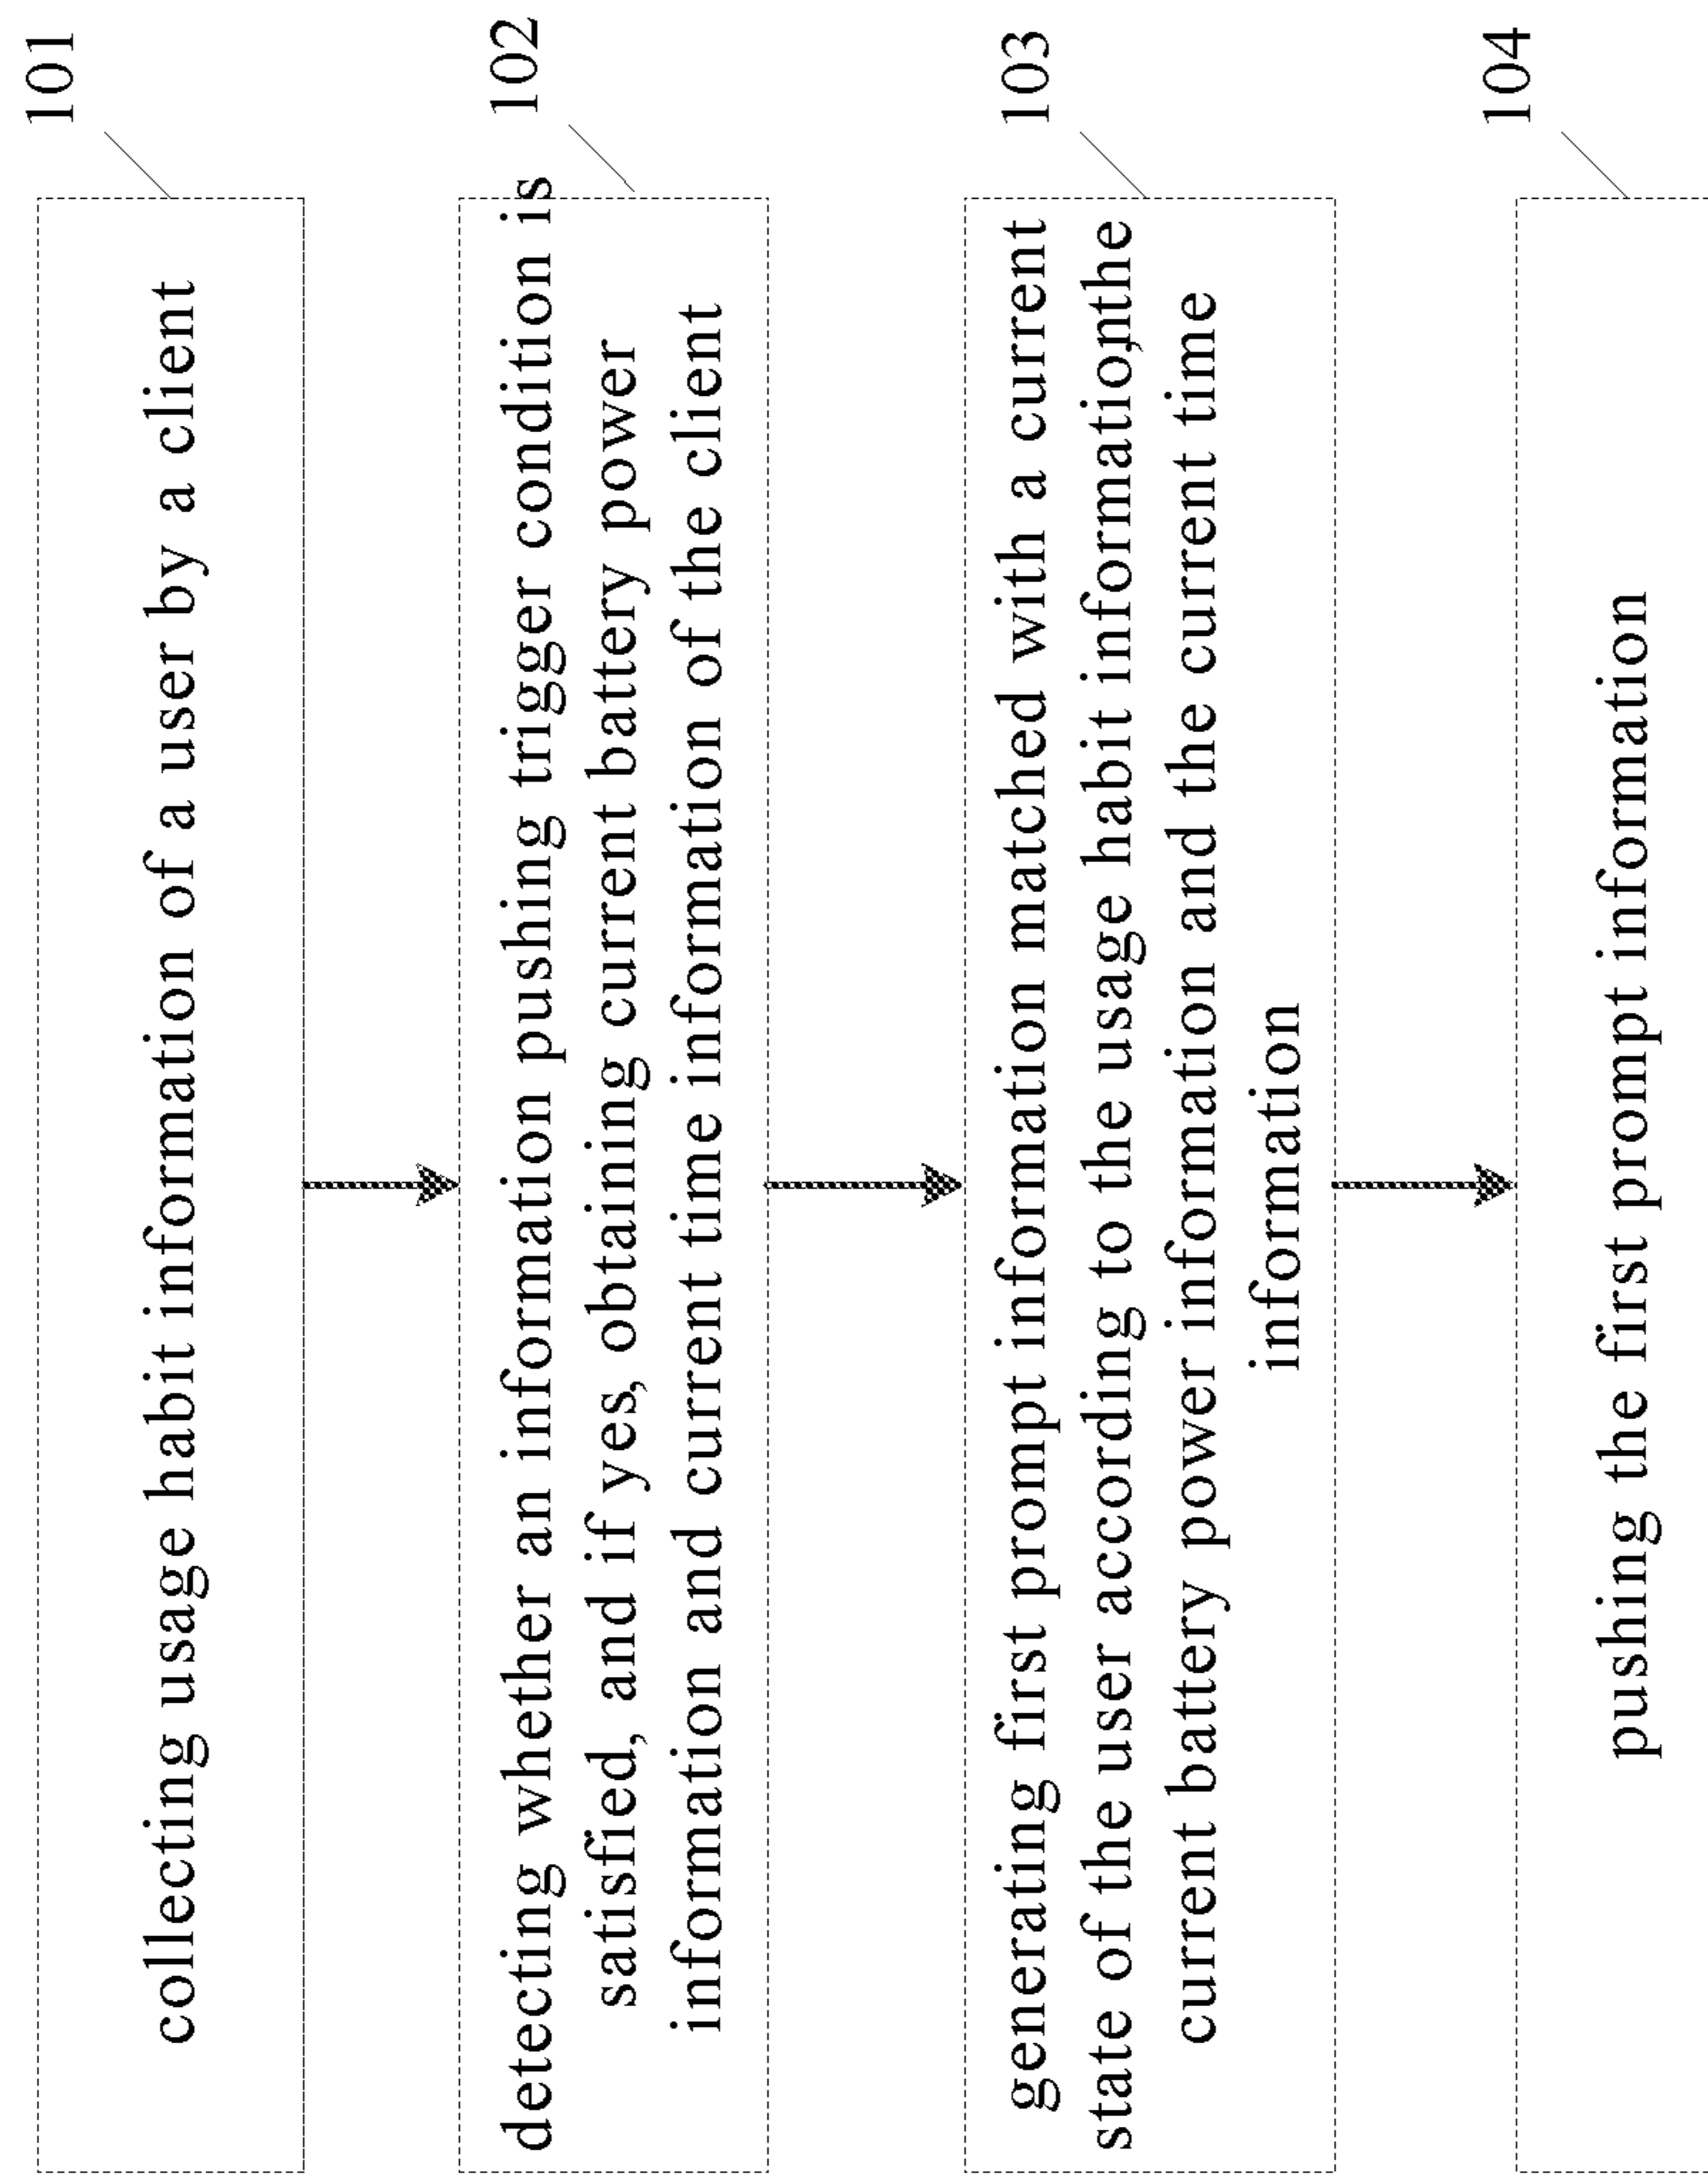 101
collecting usage habit information of a user by a client
102
detecting whether an information pushing trigger condition is
satisfied, and if yes, obtaining current battery power
information and current time information of the client
103
generating first prompt information matched with a current
state of the user according to the usage habit information, the
current battery power information and the current time
information
104
pushing the first prompt information